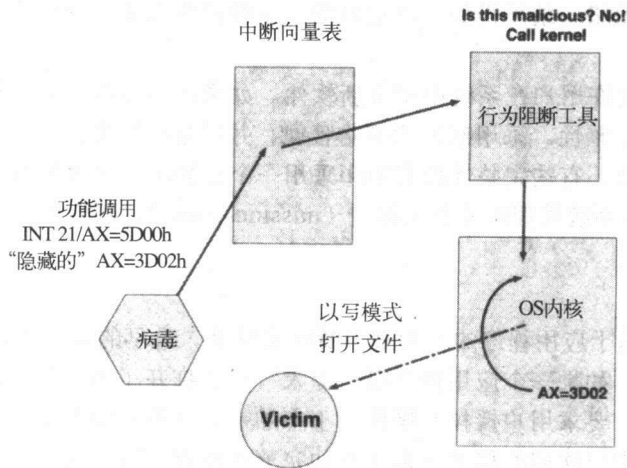 Is this malicious? No!
Call kernel
中断向量表
行为阻断工具
功能调用
INT 21/AX=5D00h
“隐藏的” AX=3D02h
病毒
以写模式
打开文件
OS内核
AX=3D02
Victim